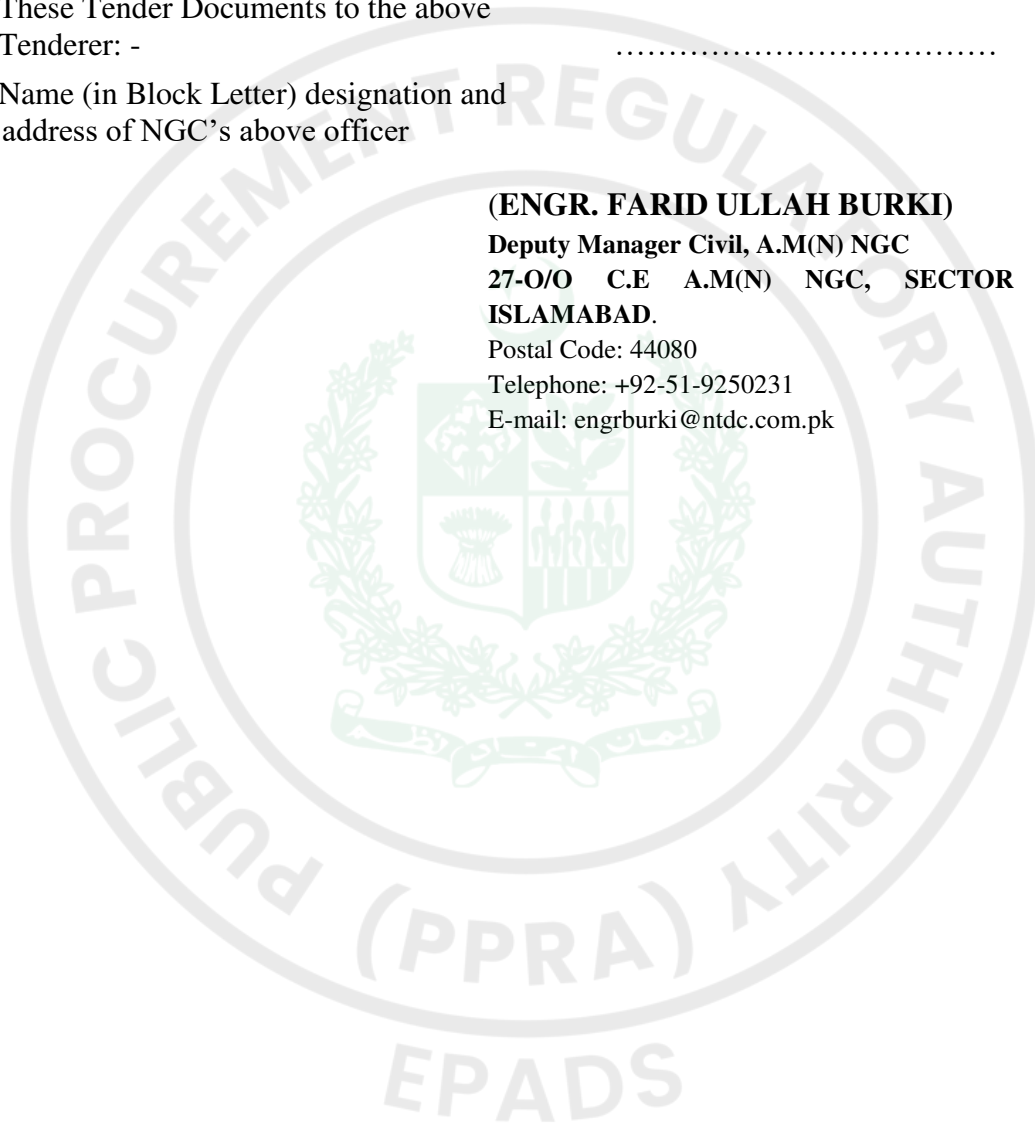 These Tender Documents to the above
Tenderer: - ………………………………
Name (in Block Letter) designation and
address of NGC’s above officer
(ENGR. FARID ULLAH BURKI)
Deputy Manager Civil, A.M(N) NGC
27-O/O C.E A.M(N) NGC, SECTOR
ISLAMABAD.
Postal Code: 44080
Telephone: +92-51-9250231
E-mail: engrburki@ntdc.com.pk
PUBLIC PROCUREMENT REGULATORY AUTHORITY
(PPRA)
EPADS